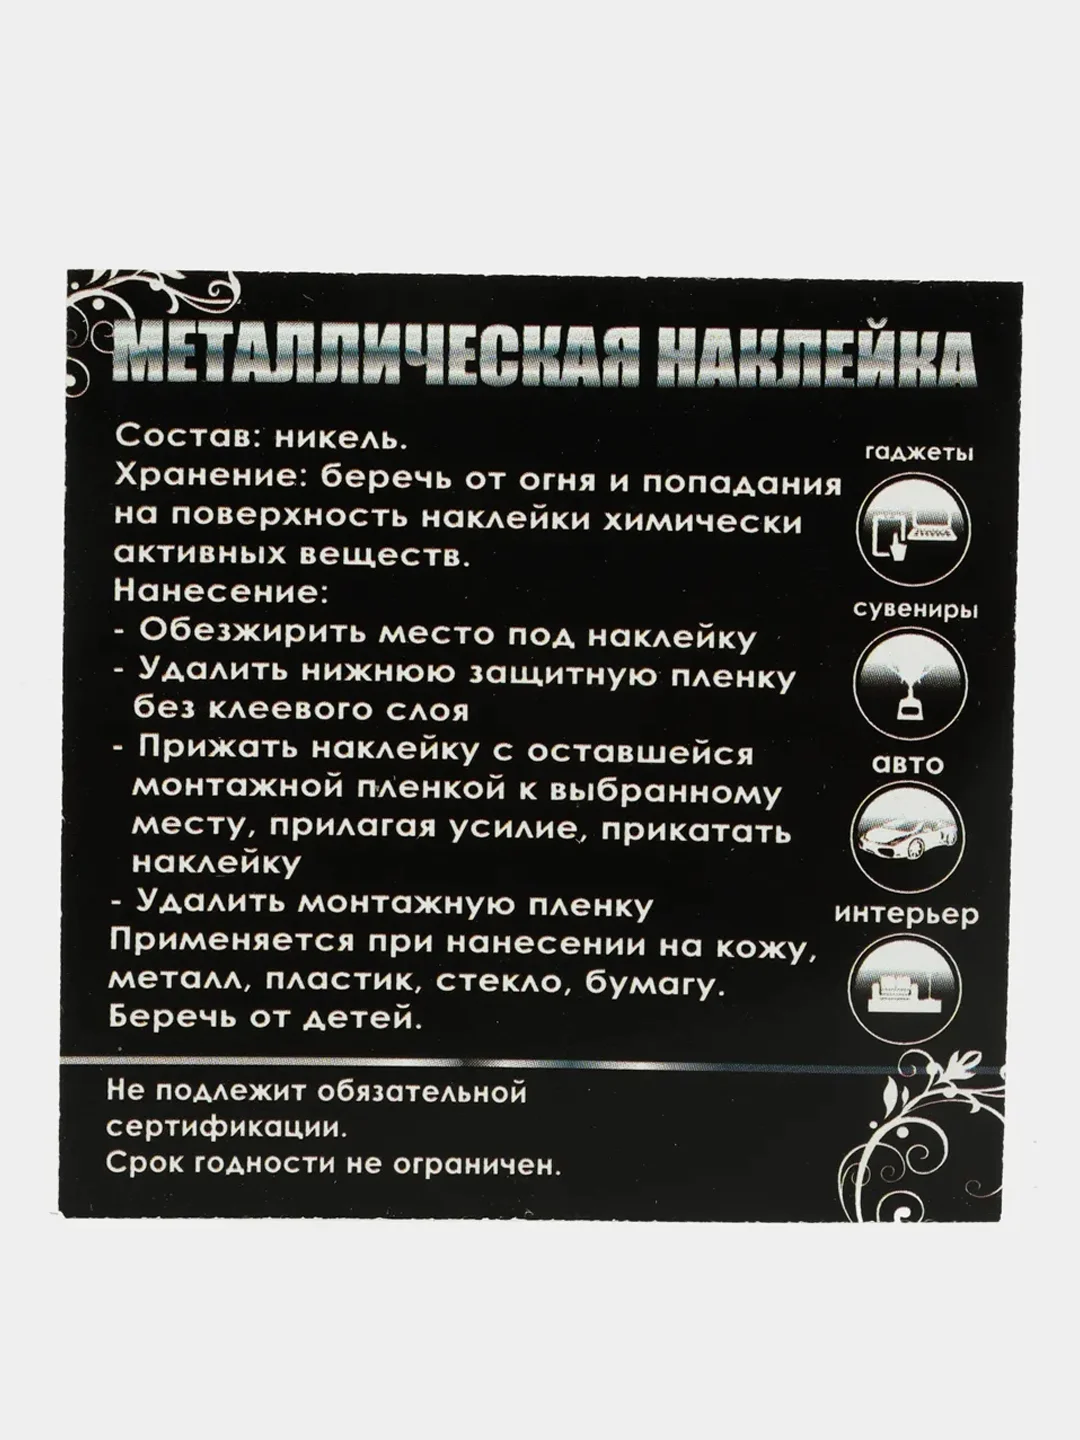 МЕТАЛЛИЧЕСКАЯ НАКЛЕЙКА
Состав: никель.
Хранение: беречь от огня и попадания
на поверхность наклейки химически
активных веществ.
Нанесение:
- Обезжирить место под наклейку
- Удалить нижнюю защитную пленку
без клеевого слоя
- Прижать наклейку с оставшейся
монтажной пленкой к выбранному
месту, прилагая усилие, прикатать
наклейку
- Удалить монтажную пленку
Применяется при нанесении на кожу,
металл, пластик, стекло, бумагу.
Беречь от детей.
гаджеты
сувениры
авто
интерьер
Не подлежит обязательной
сертификации.
Срок годности не ограничен.